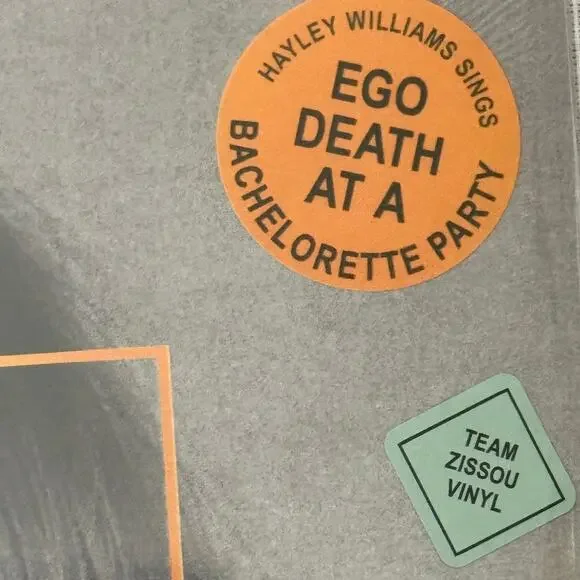 HAYLEY WILLIAMS SINGS
EGO
DEATH
AT A
BACHELORETTE PARTY
TEAM
ZISSOU
VINYL